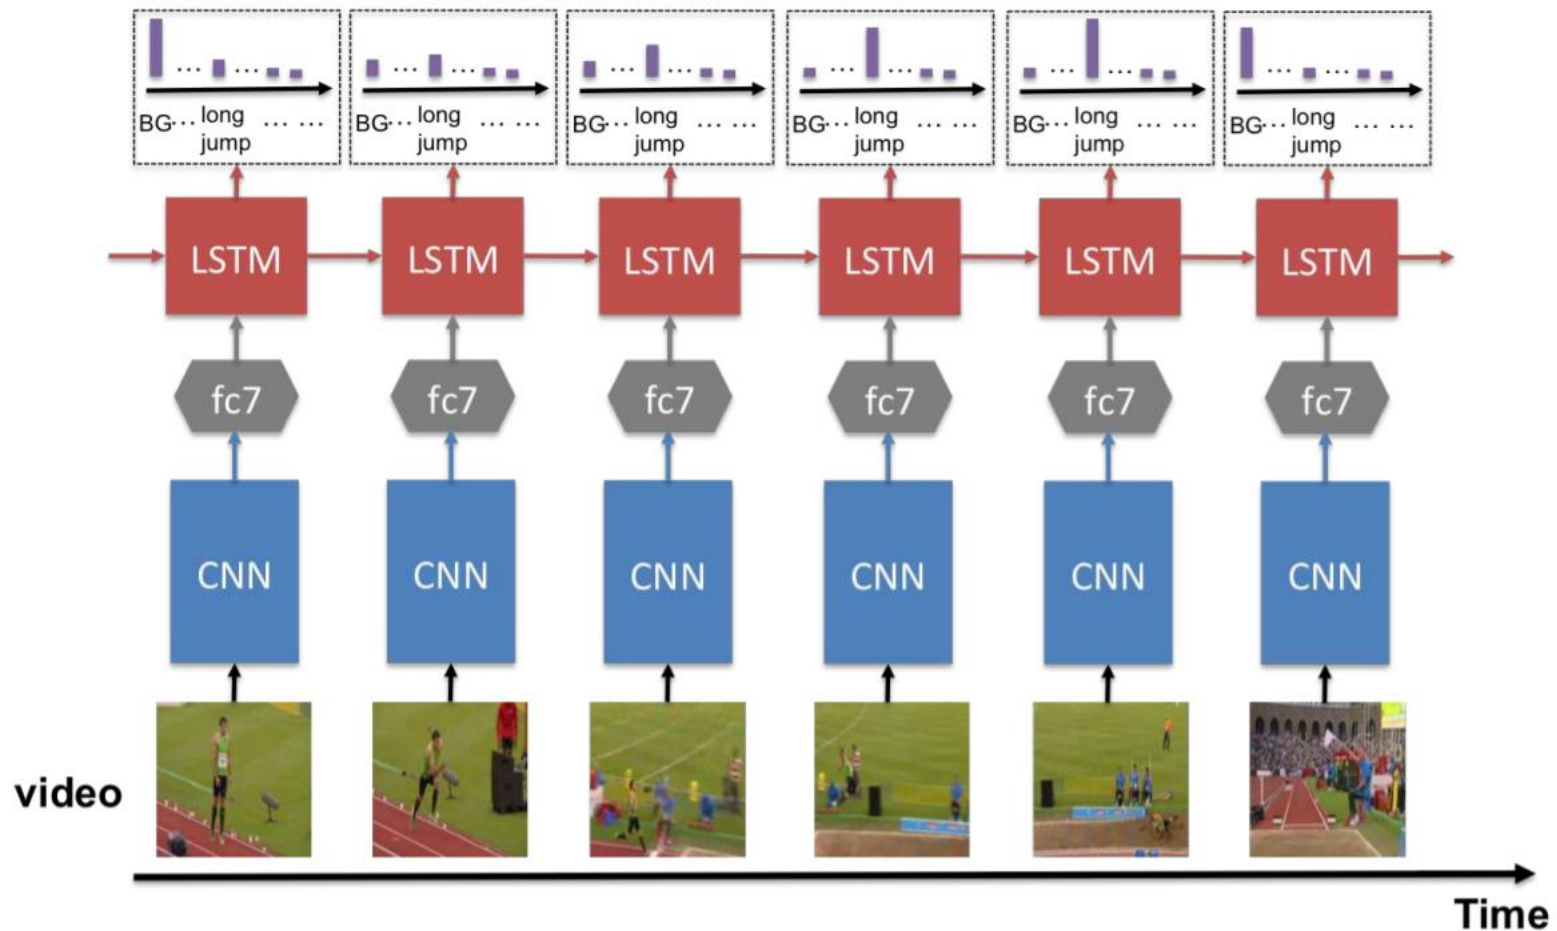 BG... ... long jump ... ...
BG... ... long jump ... ...
BG... ... long jump ... ...
BG... ... long jump ... ...
BG... ... long jump ... ...
BG... ... long jump ... ...
LSTM LSTM LSTM LSTM LSTM LSTM
fc7 fc7 fc7 fc7 fc7 fc7
CNN CNN CNN CNN CNN CNN
video
Time